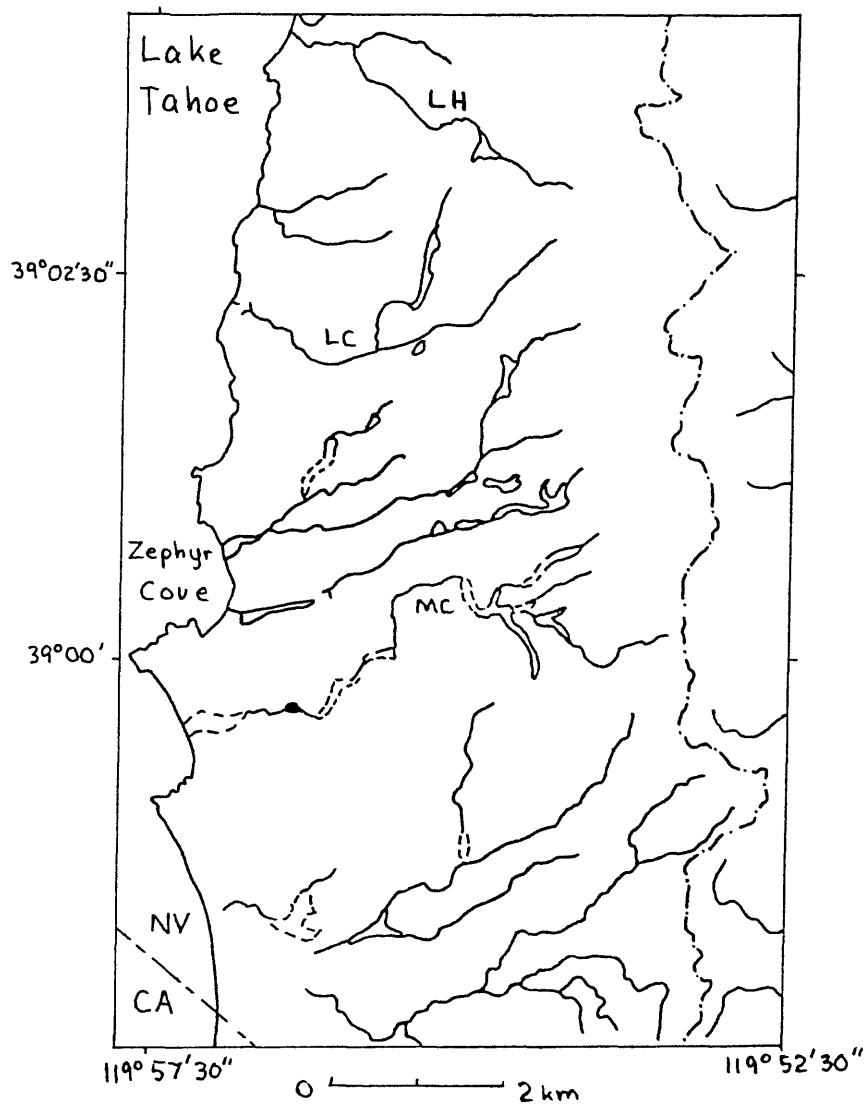 Lake
Tahoe
LH
39°02'30"
LC
Zephyr
Cove
MC
39°00'
NV
CA
119°57'30"
119°52'30"
0
2 km